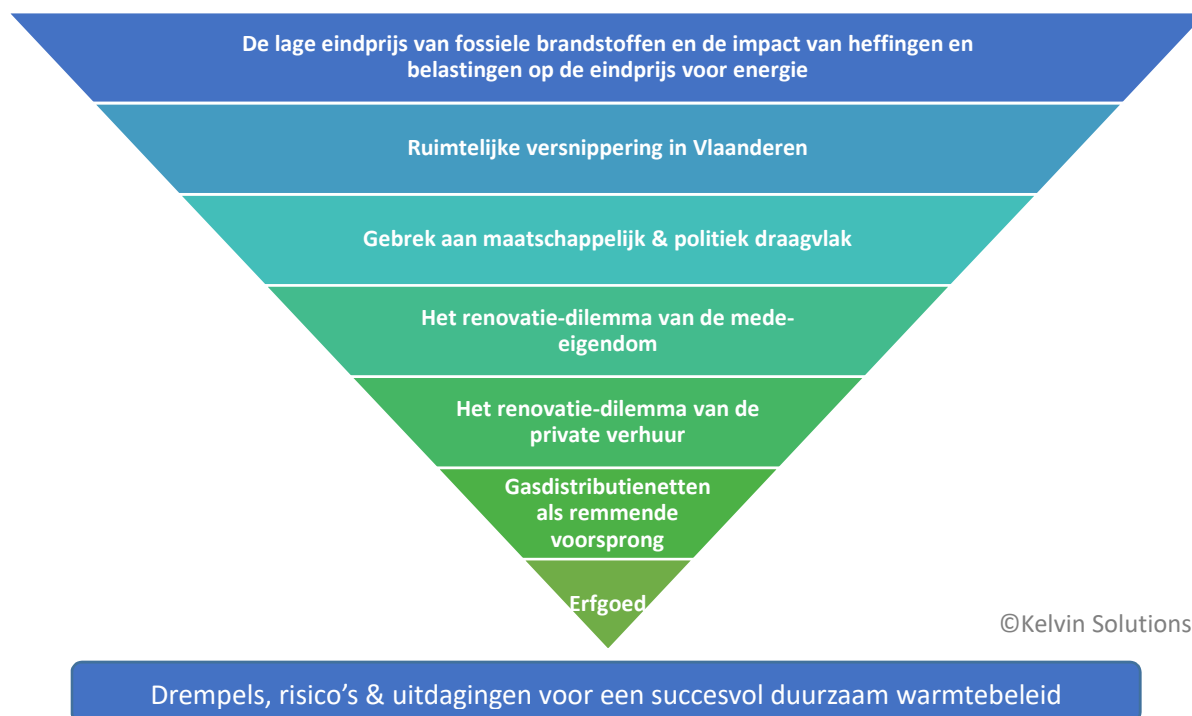 De lage eindprijs van fossiele brandstoffen en de impact van heffingen en
belastingen op de eindprijs voor energie
Ruimtelijke versnippering in Vlaanderen
Gebrek aan maatschappelijk & politiek draagvlak
Het renovatie-dilemma van de mede-
eigendom
Het renovatie-dilemma van de
private verhuur
Gasdistributienetten
als remmende
voorsprong
Erfgoed
©Kelvin Solutions
Drempels, risico's & uitdagingen voor een succesvol duurzaam warmtebeleid